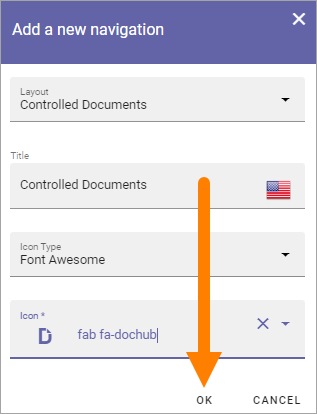 Add a new navigation
Layout
Controlled Documents
Title
Controlled Documents
Icon Type
Font Awesome
Icon *
fab fa-dochub
OK CANCEL